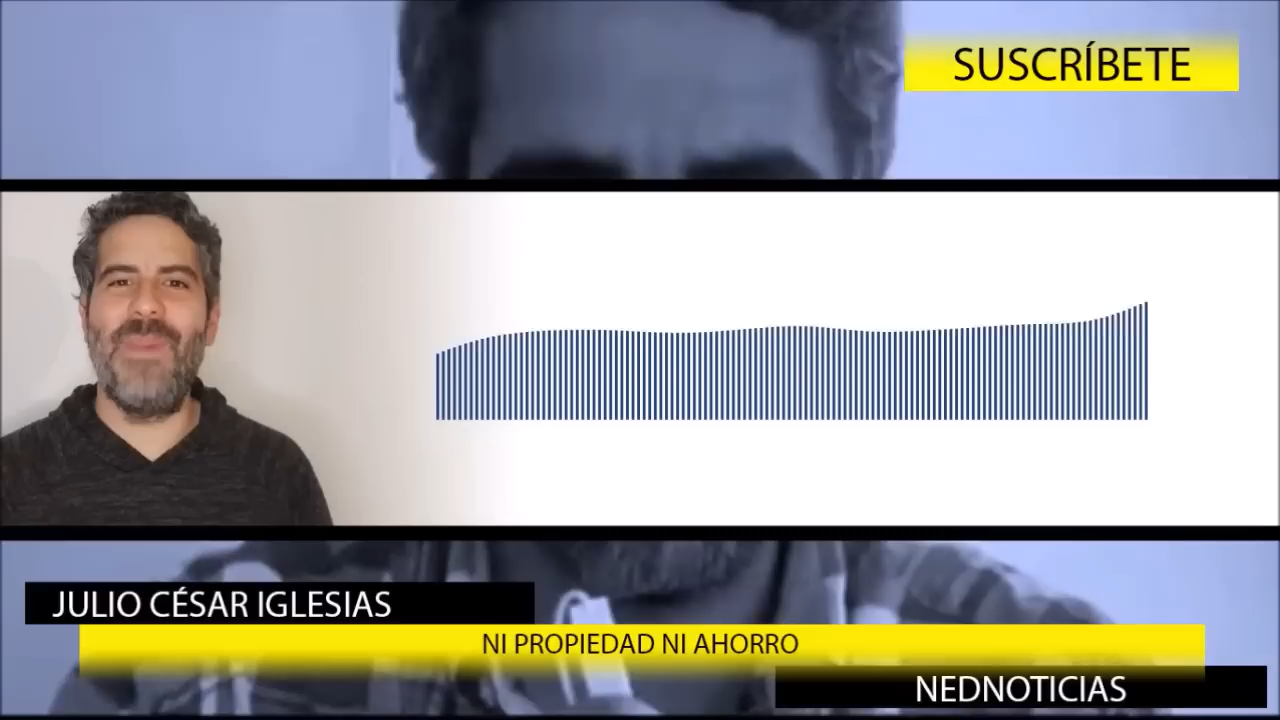 SUSCRÍBETE
JULIO CÉSAR IGLESIAS
NI PROPIEDAD NI AHORRO
NEDNOTICIAS